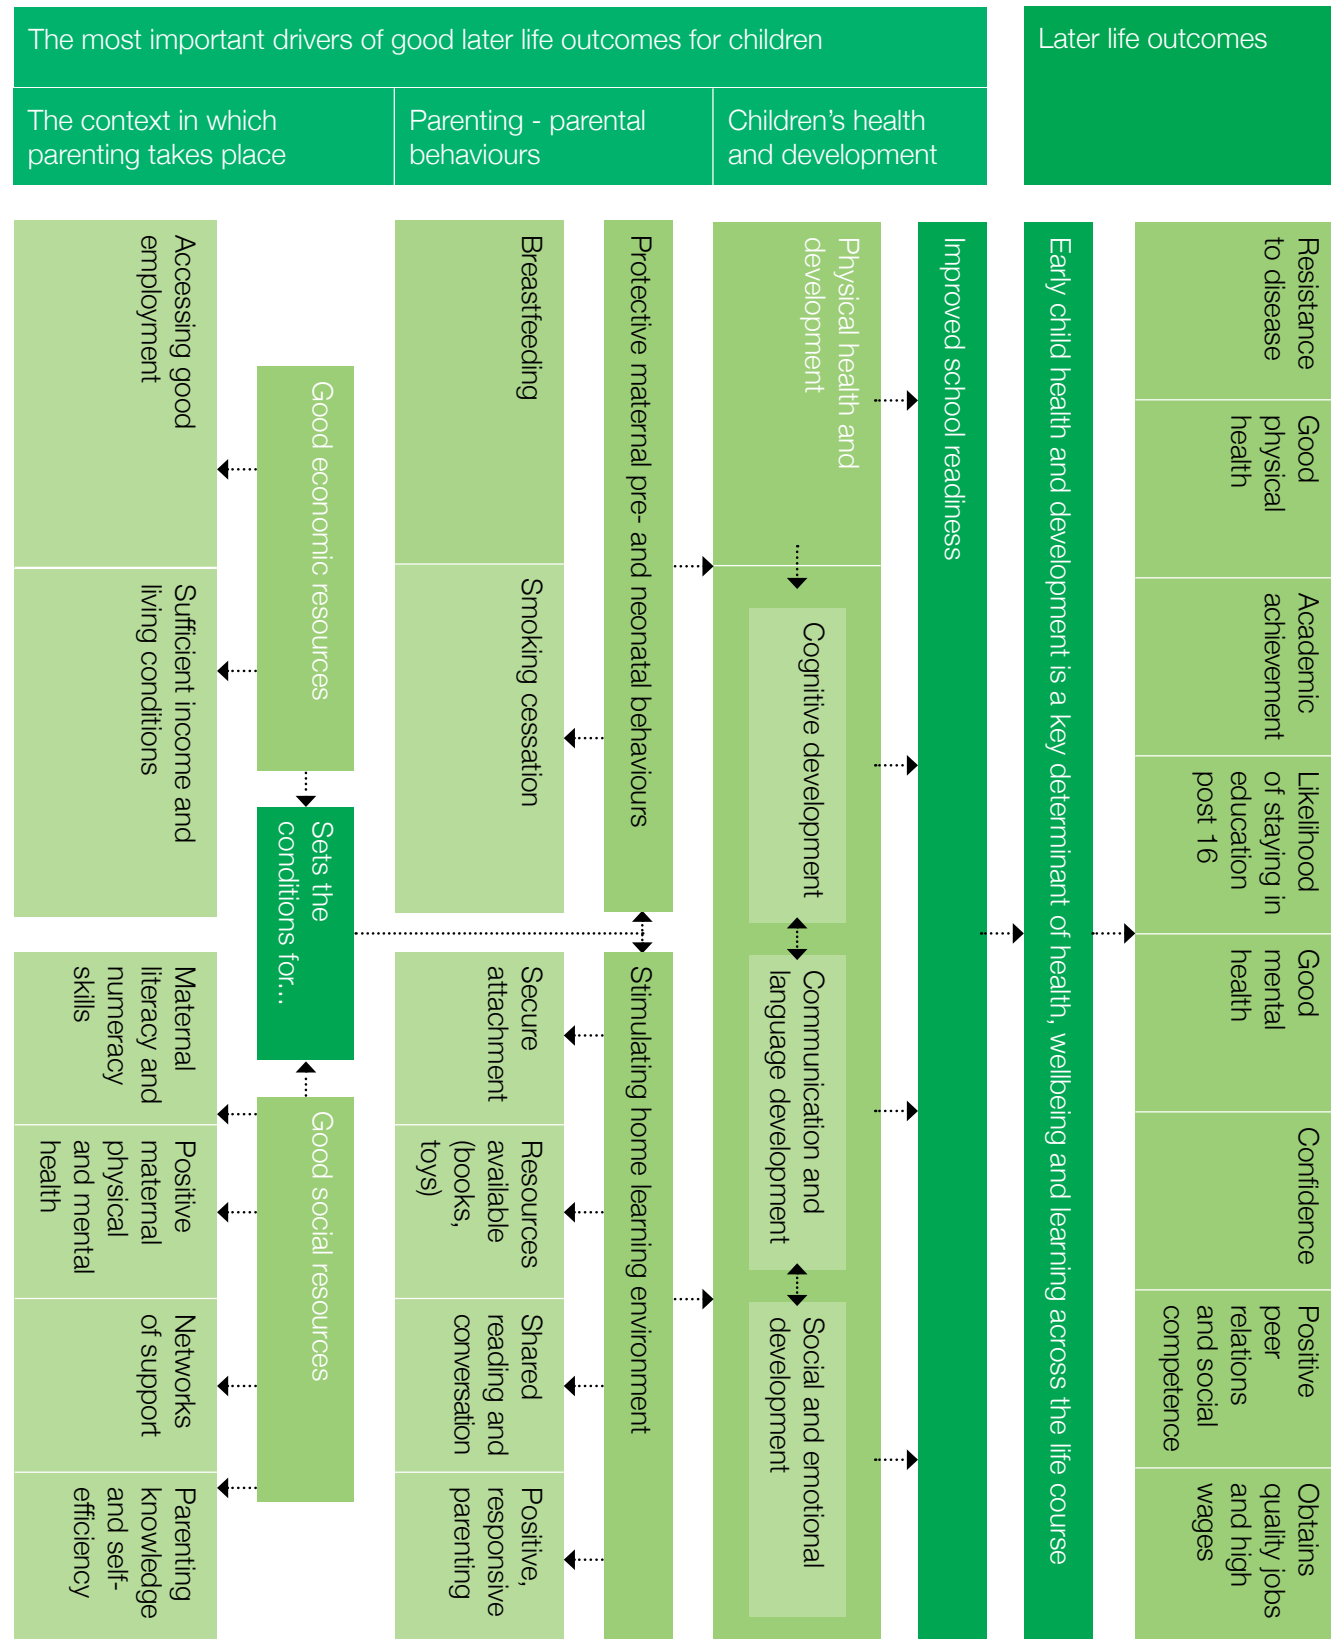 The most important drivers of good later life outcomes for children
Later life outcomes
The context in which
parenting takes place
Parenting - parental
behaviours
Children’s health
and development
Accessing good
employment
Sufficient income and
living conditions
Maternal
literacy and
numeracy
skills
Positive
maternal
physical
and mental
health
Networks
of support
Parenting
knowledge
and self-
efficiency
Good economic resources
Sets the
conditions for...
Good social resources
Breastfeeding
Smoking cessation
Secure
attachment
Resources
available
(books,
toys)
Shared
reading and
conversation
Positive,
responsive
parenting
Protective maternal pre- and neonatal behaviours
Stimulating home learning environment
Physical health and
development
Cognitive development
Communication and
language development
Social and emotional
development
Improved school readiness
Early child health and development is a key determinant of health, wellbeing and learning across the life course
Resistance
to disease
Good
physical
health
Academic
achievement
Likelihood
of staying in
education
post 16
Good
mental
health
Confidence
Positive
peer
relations
and social
competence
Obtains
quality jobs
and high
wages